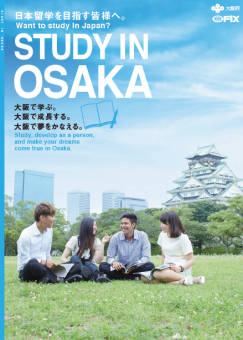 日本留学を目指す皆様へ。
Want to study in Japan?
大阪府
FIX
STUDY IN
OSAKA
大阪で学ぶ。
大阪で成長する。
大阪で夢をかなえる。
Study, develop as a person,
and make your dreams
come true in Osaka.